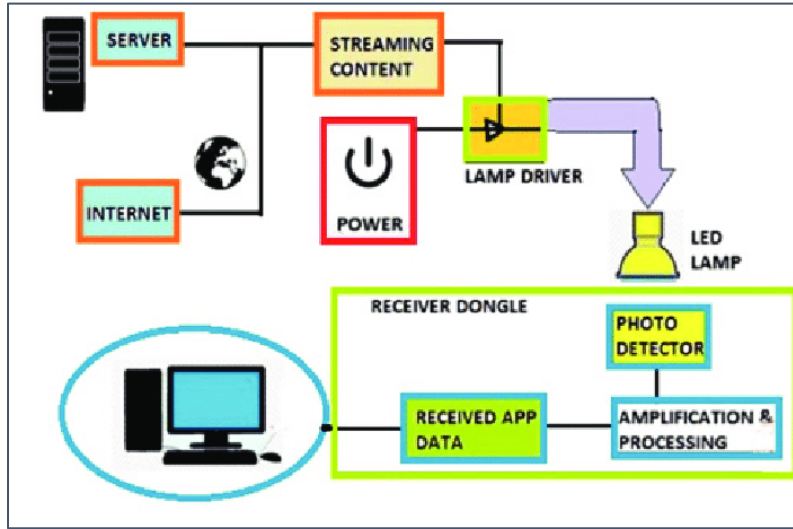 SERVER
STREAMING
CONTENT
INTERNET
POWER
LAMP DRIVER
LED
LAMP
RECEIVER DONGLE
PHOTO
DETECTOR
RECEIVED APP
DATA
AMPLIFICATION &
PROCESSING